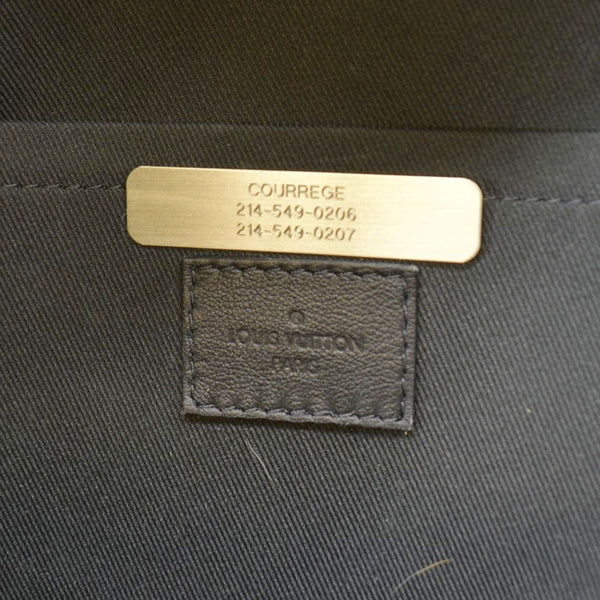 COURREGE
214-549-0206
214-549-0207
LOUIS VUITTON
PARIS